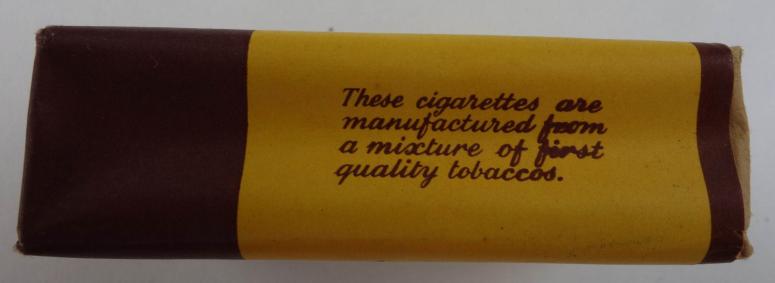 These cigarettes are
manufactured from
a mixture of first
quality tobaccos.